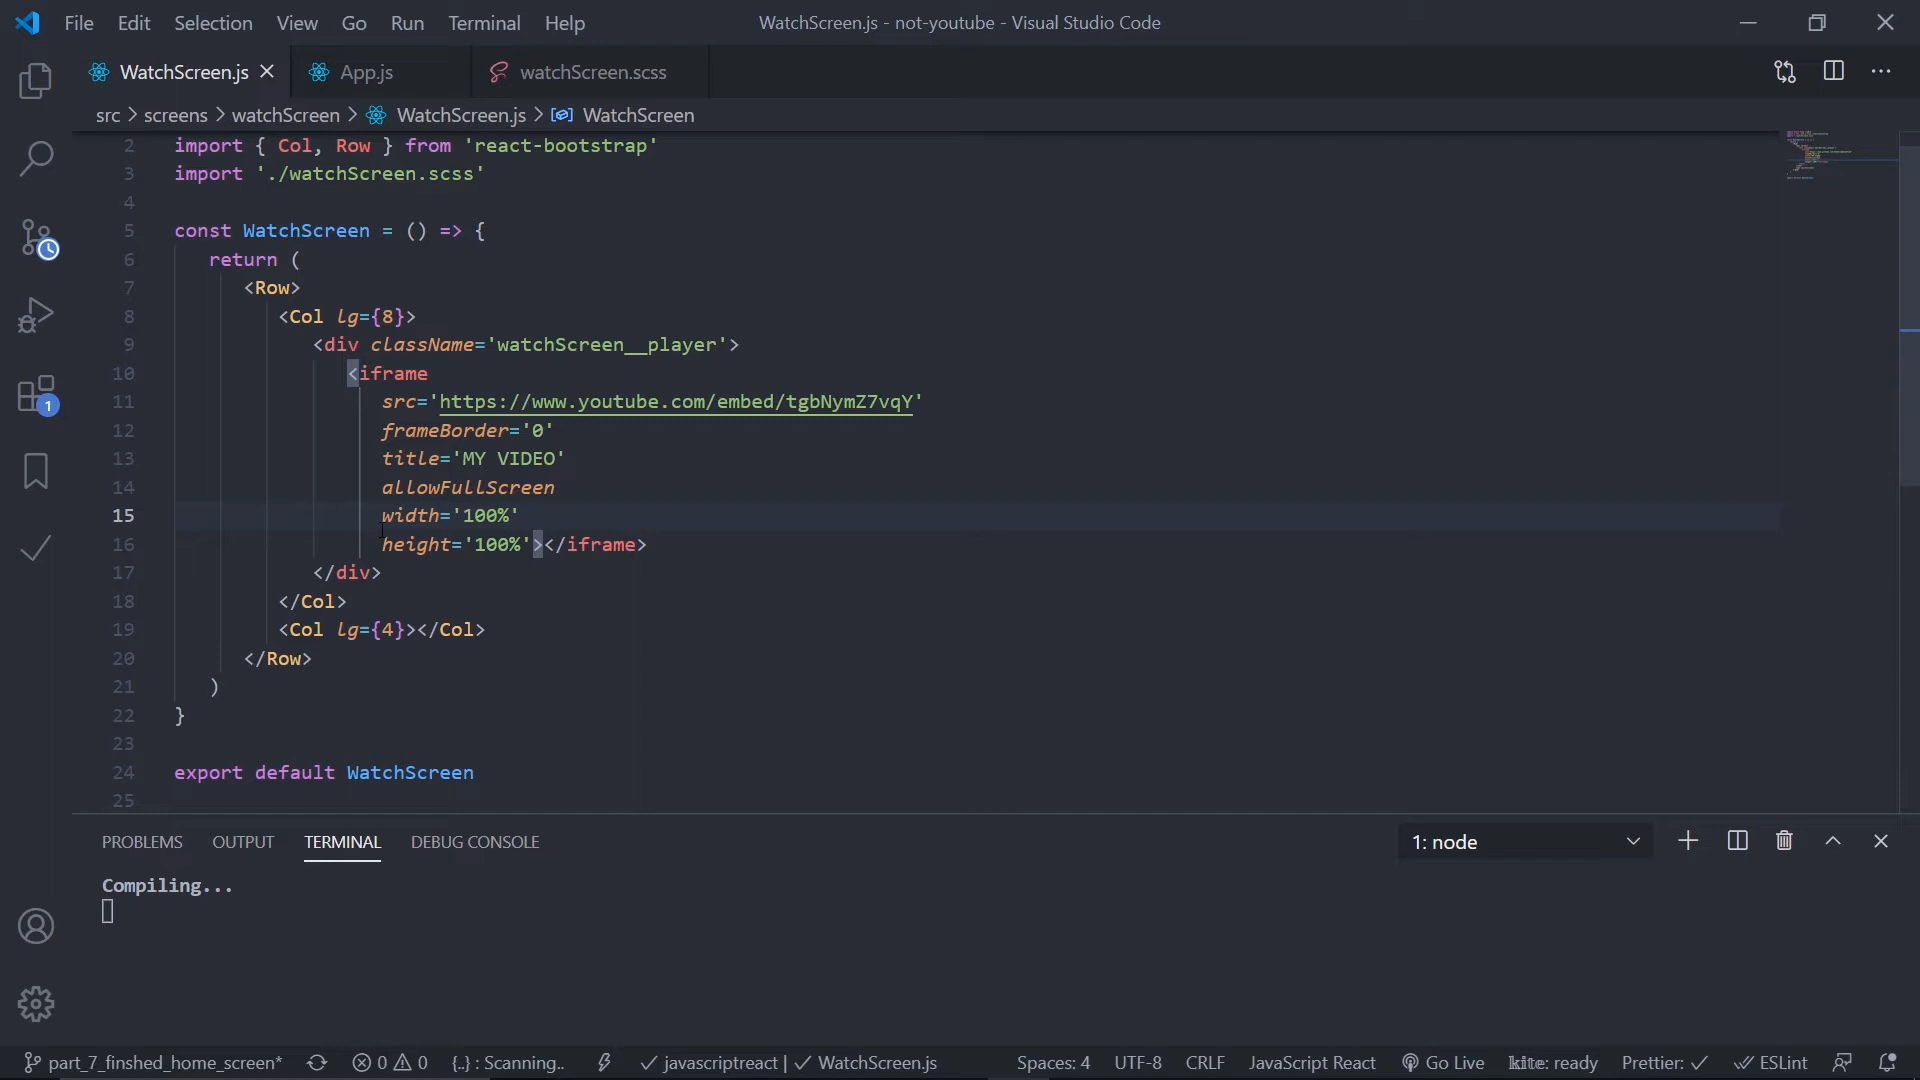 File Edit Selection View Go Run Terminal Help WatchScreen.js - not-youtube - Visual Studio Code
WatchScreen.js App.js watchScreen.scss
src > screens > watchScreen > WatchScreen.js > WatchScreen
2 import { Col, Row } from 'react-bootstrap'
3 import './watchScreen.scss'
4
5 const WatchScreen = () => {
6 return (
7 <Row>
8 <Col lg={8}>
9 <div className='watchScreen__player'>
10 <iframe
11 src='https://www.youtube.com/embed/tgbNymZ7vqY'
12 frameBorder='0'
13 title='MY VIDEO'
14 allowFullScreen
15 width='100%'
16 height='100%'></iframe>
17 </div>
18 </Col>
19 <Col lg={4}></Col>
20 </Row>
21 )
22 }
23
24 export default WatchScreen
25
PROBLEMS OUTPUT TERMINAL DEBUG CONSOLE 1: node
Compiling...
1
part_7_finshed_home_screen* 0 0 {..} : Scanning.. javascriptreact | WatchScreen.js Spaces: 4 UTF-8 CRLF JavaScript React Go Live kite: ready Prettier: ESLint